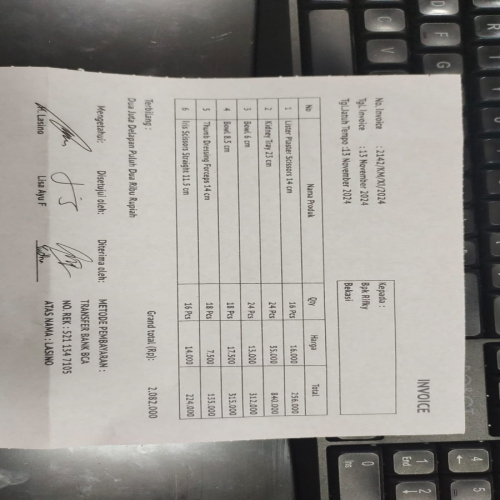 INVOICE
No. Invoice : 2142/KM/XI/2024
Tgl. Invoice : 13 November 2024
Tgl.Jatuh Tempo :13 November 2024
Kepada :
Bpk Rifky
Bekasi
No Nama Produk Qty Harga Total
1 Lister Plaster Scissors 14 cm 16 Pcs 16.000 256.000
2 Kidney Tray 23 cm 24 Pcs 35.000 840.000
3 Bowl 6 cm 24 Pcs 13.000 312.000
4 Bowl 8.5 cm 18 Pcs 17.500 315.000
5 Thumb Dressing Forceps 14 cm 18 Pcs 7.500 135.000
6 Iris Scissors Straight 11.5 cm 16 Pcs 14.000 224.000
Grand total (Rp): 2,082,000
Terbilang :
Dua Juta Delapan Puluh Dua Ribu Rupiah
Mengetahui: Disetujui oleh: Diterima oleh:
Lasino Lisa Ayu F
METODE PEMBAYARAN :
TRANSFER BANK BCA
NO. REK : 521 154 7105
ATAS NAMA : LASINO